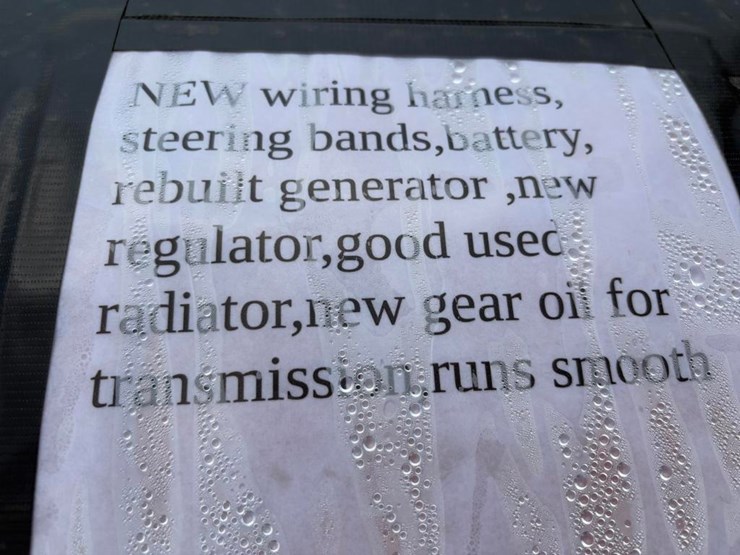 NEW wiring harness,
steering bands,battery,
rebuilt generator ,new
regulator,good used
radiator,new gear oil for
transmission.runs smooth